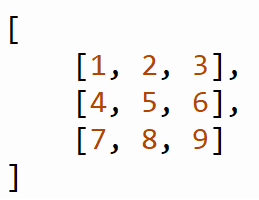 [
    [1, 2, 3],
    [4, 5, 6],
    [7, 8, 9]
]